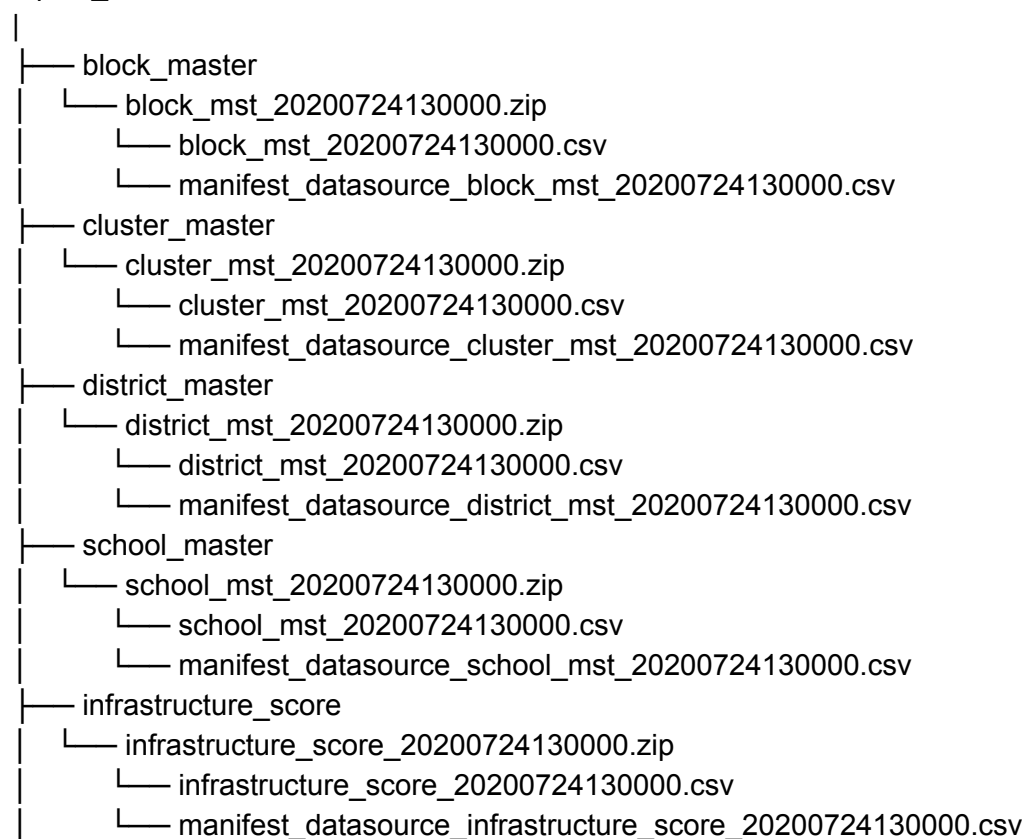 block_master
block_mst_20200724130000.zip
block_mst_20200724130000.csv
manifest_datasource_block_mst_20200724130000.csv
cluster_master
cluster_mst_20200724130000.zip
cluster_mst_20200724130000.csv
manifest_datasource_cluster_mst_20200724130000.csv
district_master
district_mst_20200724130000.zip
district_mst_20200724130000.csv
manifest_datasource_district_mst_20200724130000.csv
school_master
school_mst_20200724130000.zip
school_mst_20200724130000.csv
manifest_datasource_school_mst_20200724130000.csv
infrastructure_score
infrastructure_score_20200724130000.zip
infrastructure_score_20200724130000.csv
manifest_datasource_infrastructure_score_20200724130000.csv